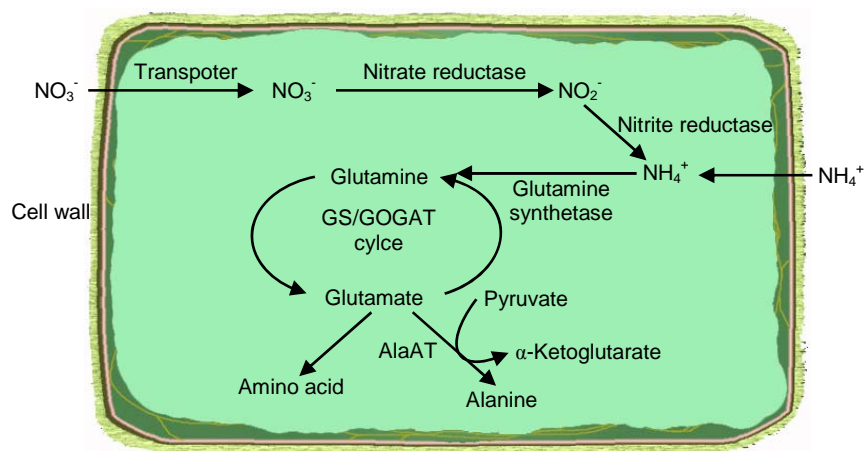 Transpoter
Nitrate reductase
NO₃⁻
NO₃⁻
NO₂⁻
Nitrite reductase
Glutamine
NH₄⁺
NH₄⁺
Glutamine
synthetase
Cell wall
GS/GOGAT
cylce
Glutamate
Pyruvate
AlaAT
α-Ketoglutarate
Amino acid
Alanine